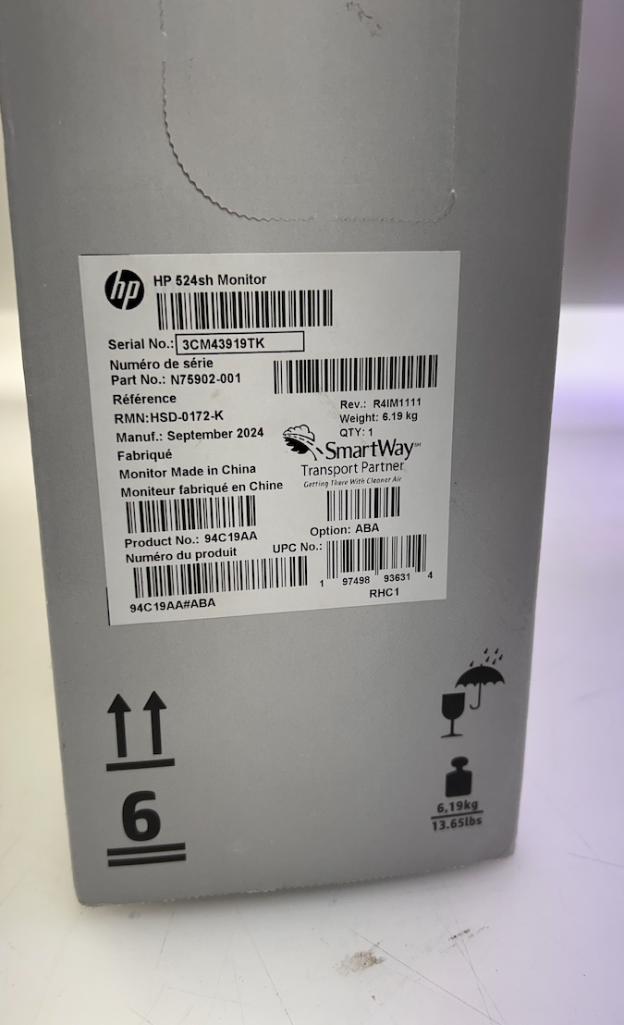 hp
HP 524sh Monitor
Serial No.: 3CM43919TK
Numéro de série
Part No.: N75902-001
Référence
RMN:HSD-0172-K
Rev.: R4IM1111
Weight: 6.19 kg
Manuf.: September 2024
QTY: 1
Fabriqué
SmartWay℠
Transport Partner
Getting There With Cleaner Air
Monitor Made in China
Moniteur fabriqué en Chine
Product No.: 94C19AA
Option: ABA
Numéro du produit
UPC No.:
1 97498 93631 4
94C19AA#ABA
RHC1
6
6,19kg
13.65lbs